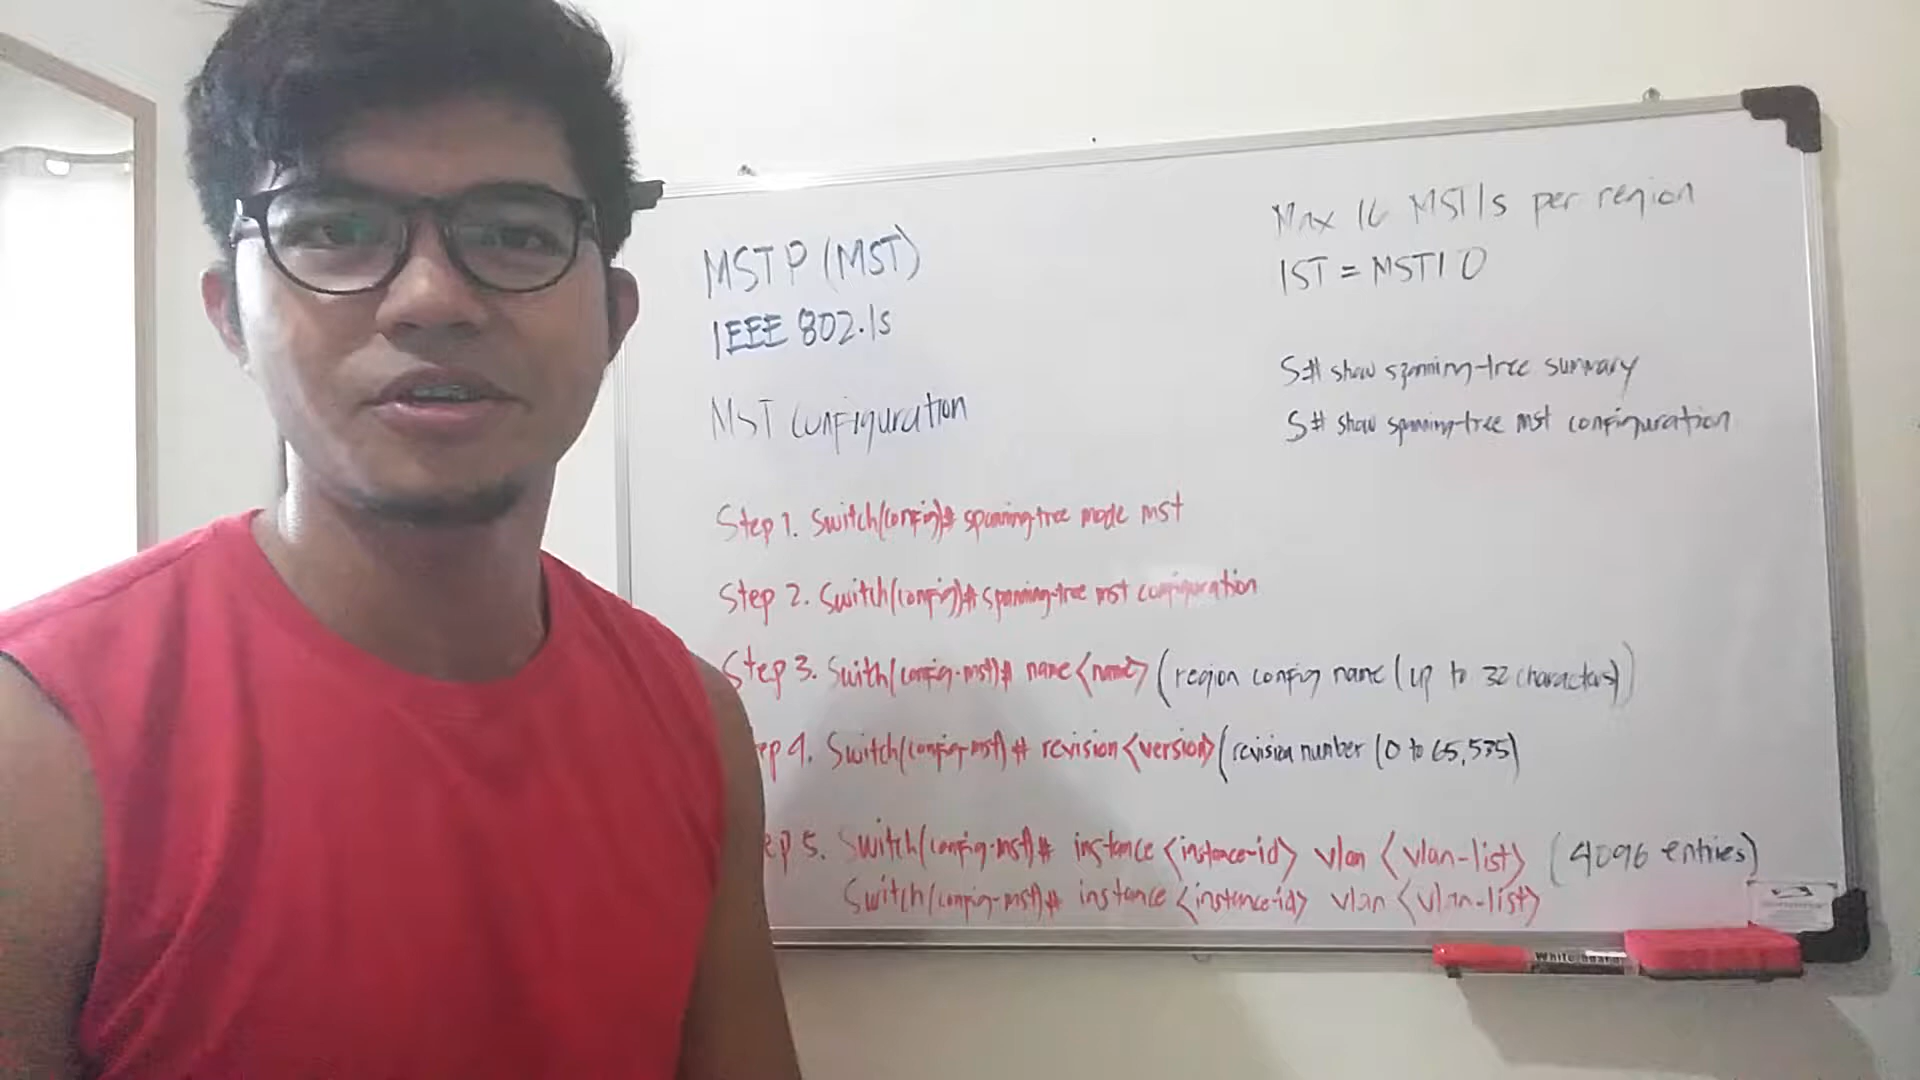 MSTP (MST)
IEEE 802.1s
MST Configuration
Max 16 MSTIs per region
IST = MSTI 0
S# show spanning-tree summary
S# show spanning-tree mst configuration
Step 1. Switch(config)# spanning-tree mode mst
Step 2. Switch(config)# spanning-tree mst configuration
Step 3. Switch(config-mst)# name <name> (region config name (up to 32 characters))
ep 4. Switch(config-mst)# revision <version> (revision number (0 to 65,535)
ep 5. Switch(config-mst)# instance <instance-id> vlan <vlan-list> (4096 entries)
Switch(config-mst)# instance <instance-id> vlan <vlan-list>
White Board